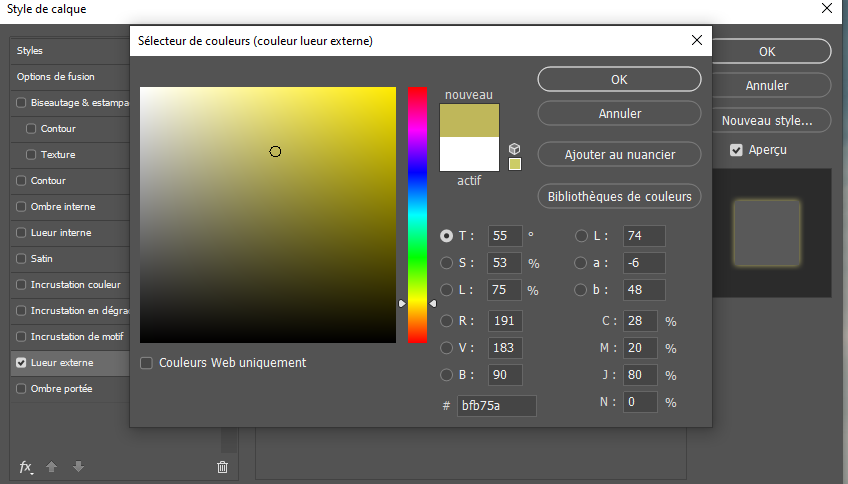 Style de calque
Styles
Options de fusion
Biseautage & estampa
Contour
Texture
Contour
Ombre interne
Lueur interne
Satin
Incrustation couleur
Incrustation en dégra
Incrustation de motif
Lueur externe
Ombre portée
fx
Sélecteur de couleurs (couleur lueur externe)
nouveau
actif
OK
Annuler
Ajouter au nuancier
Bibliothèques de couleurs
T : 55 °
S : 53 %
L : 75 %
R : 191
V : 183
B : 90
# bfb75a
L : 74
a : -6
b : 48
C : 28 %
M : 20 %
J : 80 %
N : 0 %
Couleurs Web uniquement
OK
Annuler
Nouveau style...
Aperçu